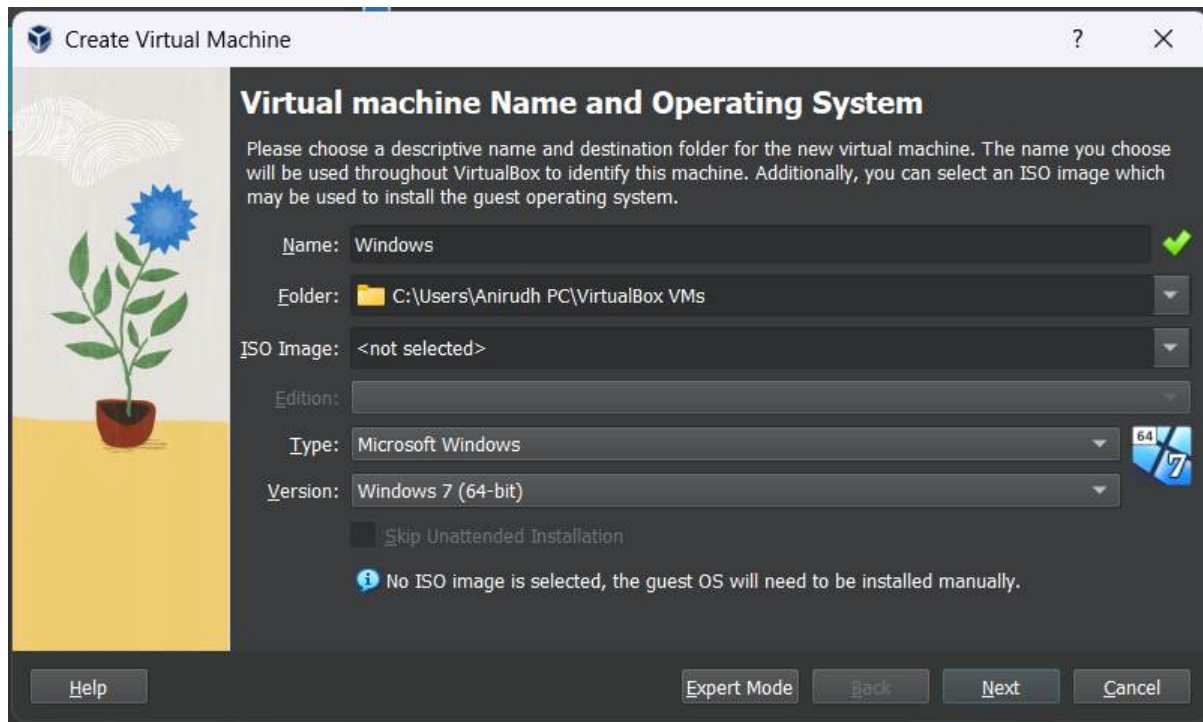 Create Virtual Machine
?
Virtual machine Name and Operating System
Please choose a descriptive name and destination folder for the new virtual machine. The name you choose
will be used throughout VirtualBox to identify this machine. Additionally, you can select an ISO image which
may be used to install the guest operating system.
Name: Windows
Folder: C:\Users\Anirudh PC\VirtualBox VMs
ISO Image: <not selected>
Edition:
Type: Microsoft Windows
64
7
Version: Windows 7 (64-bit)
Skip Unattended Installation
No ISO image is selected, the guest OS will need to be installed manually.
Help Expert Mode Back Next Cancel